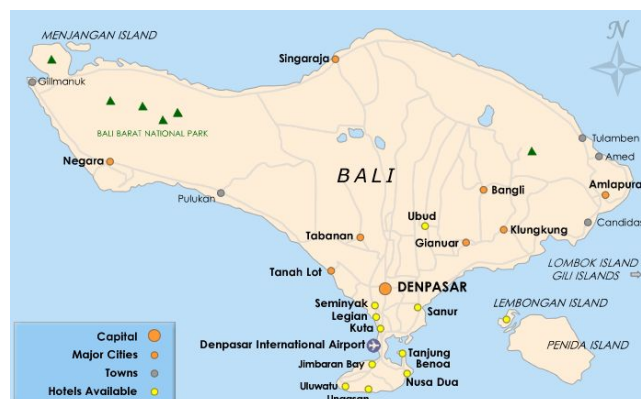 MENJANGAN ISLAND
N
Singaraja
Gilimanuk
BALI BARAT NATIONAL PARK
Tulamben
Amed
Negara
BALI
Bangli
Amlapura
Pulukan
Ubud
Candidas
Tabanan
Gianuar
Klungkung
Tanah Lot
LOMBOK ISLAND
GILI ISLANDS
DENPASAR
Seminyak
Sanur
LEMBONGAN ISLAND
Legian
Kuta
Capital
Denpasar International Airport
PENIDA ISLAND
Major Cities
Tanjung
Benoa
Jimbaran Bay
Towns
Nusa Dua
Uluwatu
Hotels Available
Ungasan